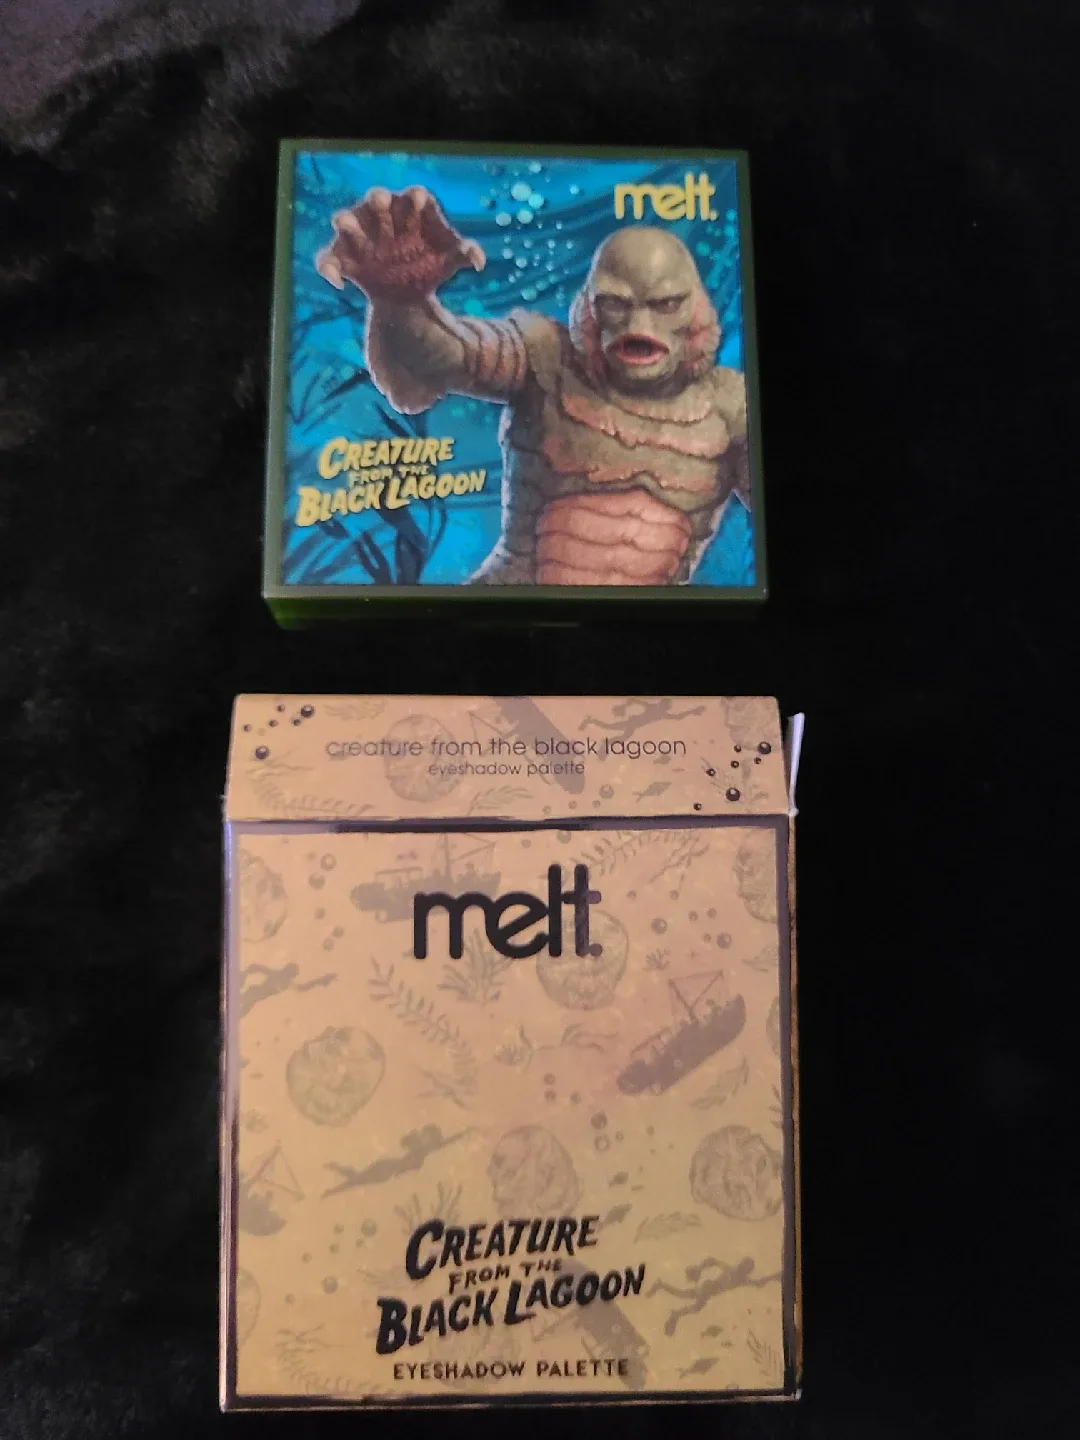 melt.
CREATURE
FROM THE
BLACK LAGOON
creature from the black lagoon
eyeshadow palette
melt.
CREATURE
FROM THE
BLACK LAGOON
EYESHADOW PALETTE